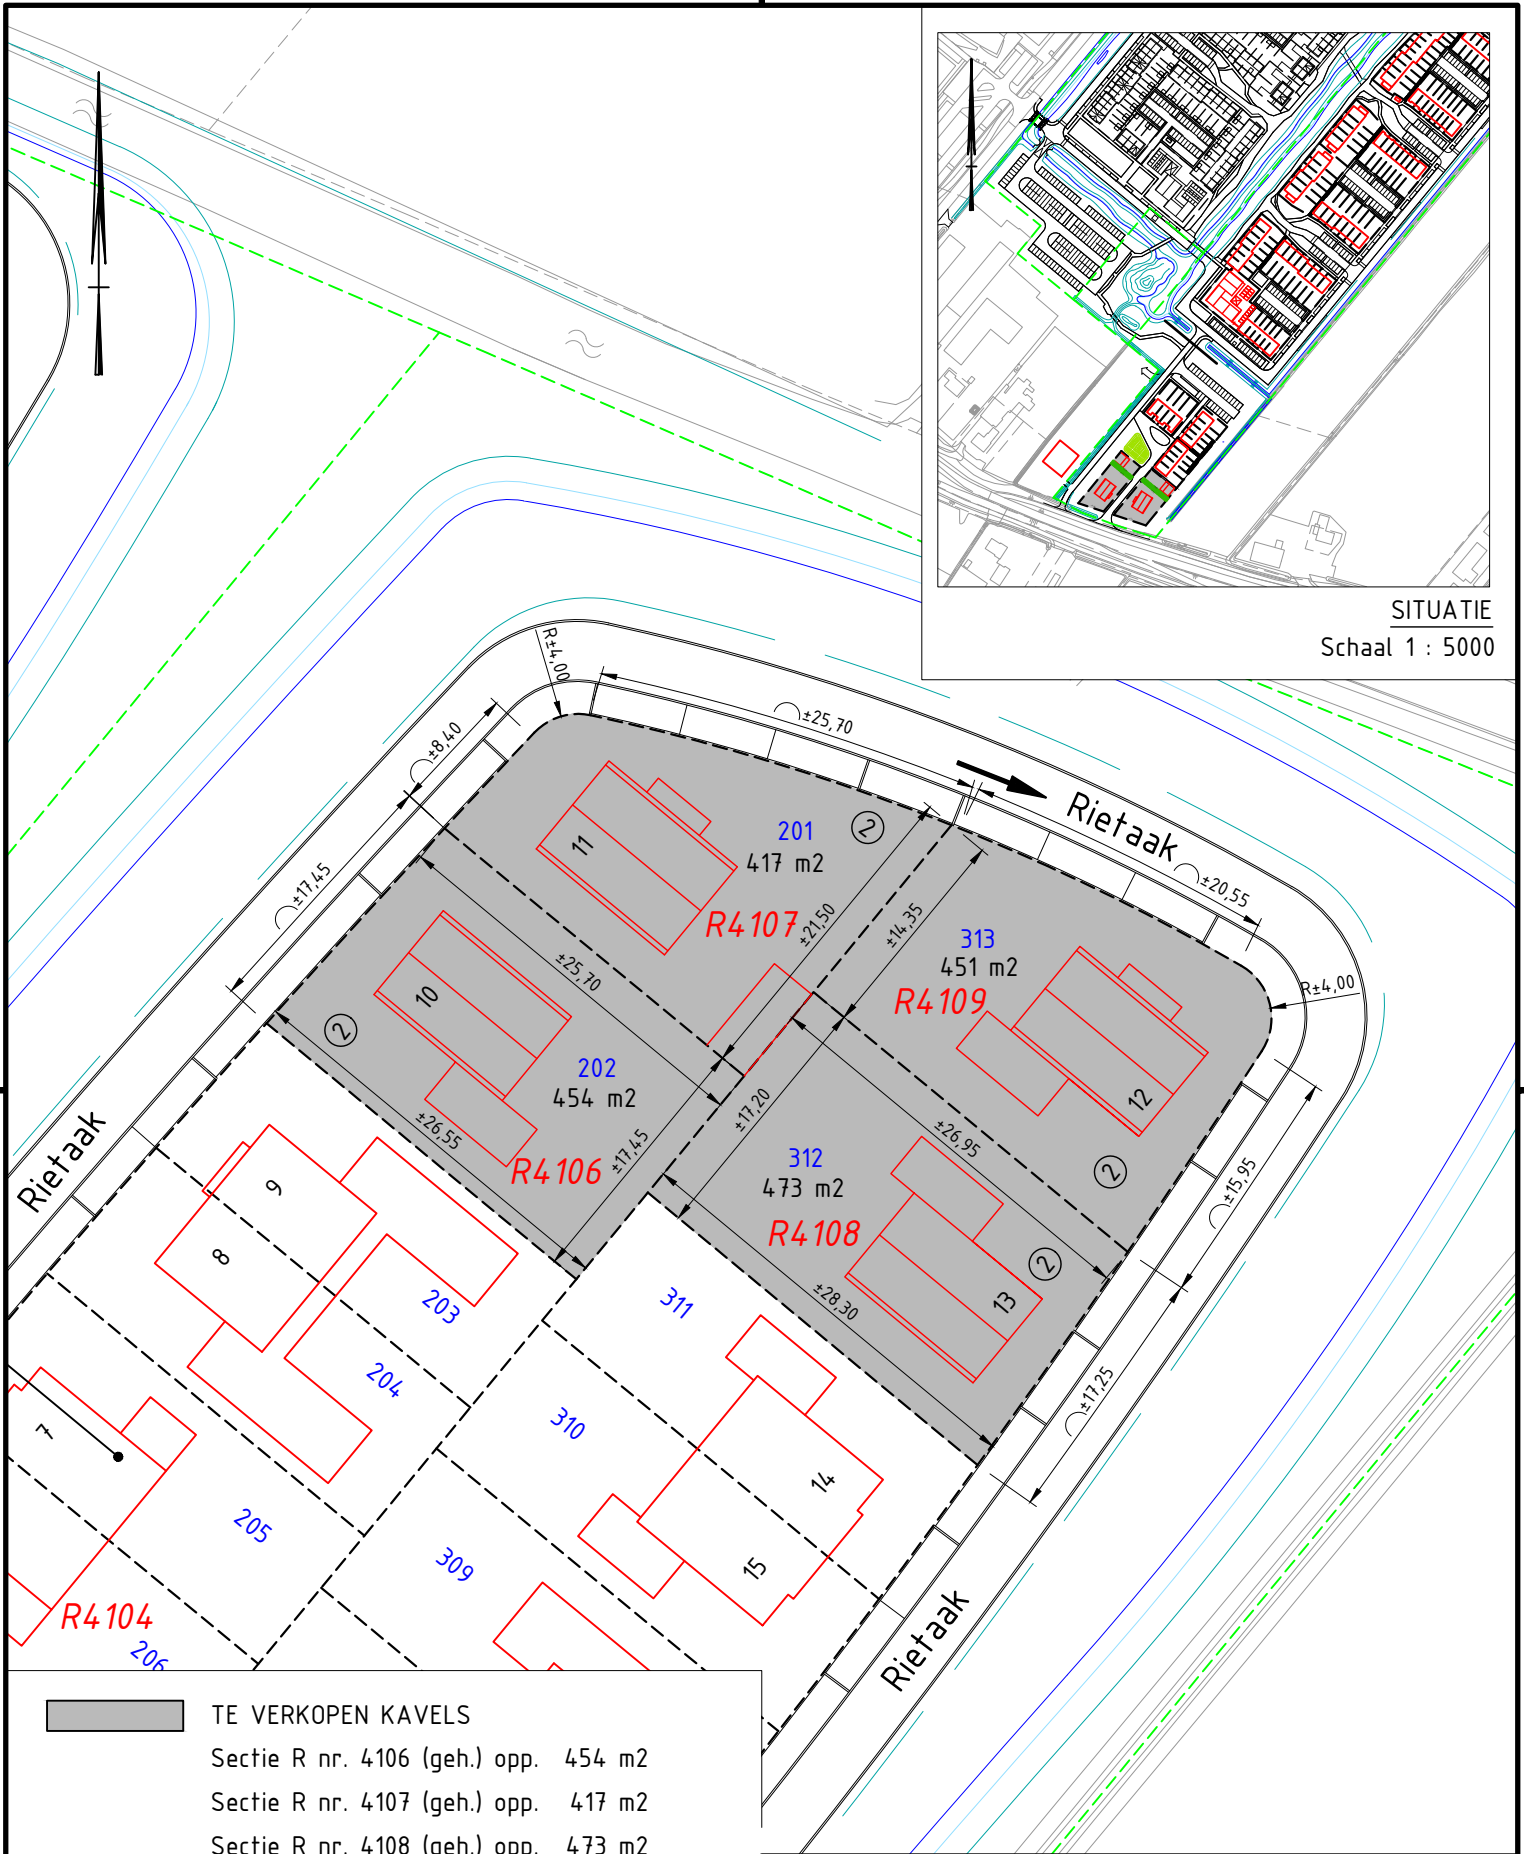 SITUATIE
Schaal 1 : 5000
R±4,00
±8,40
±25,70
Rietaak
±17,45
11
201
417 m2
2
R4107
±21,50
±14,35
±20,55
313
451 m2
R4109
R±4,00
±25,70
10
2
202
454 m2
±26,55
R4106
±17,45
±17,20
12
±26,95
2
±15,95
312
473 m2
R4108
2
13
±28,30
±17,25
Rietaak
9
8
203
204
311
310
7
205
309
14
15
R4104
206
Rietaak
TE VERKOPEN KAVELS
Sectie R nr. 4106 (geh.) opp. 454 m2
Sectie R nr. 4107 (geh.) opp. 417 m2
Sectie R nr. 4108 (geh.) opp. 473 m2